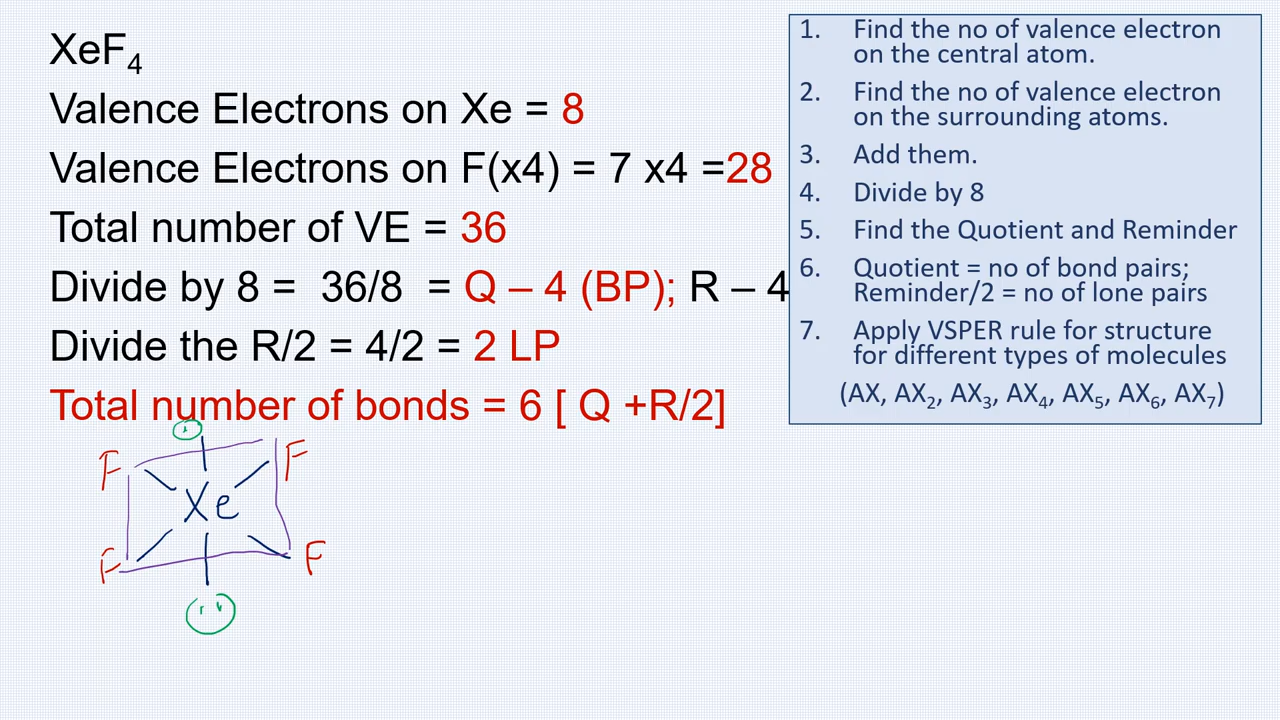 XeF₄
Valence Electrons on Xe = 8
Valence Electrons on F(x4) = 7 x4 =28
Total number of VE = 36
Divide by 8 = 36/8 = Q – 4 (BP); R – 4
Divide the R/2 = 4/2 = 2 LP
Total number of bonds = 6 [ Q +R/2]
F F
Xe
F F
1. Find the no of valence electron
on the central atom.
2. Find the no of valence electron
on the surrounding atoms.
3. Add them.
4. Divide by 8
5. Find the Quotient and Reminder
6. Quotient = no of bond pairs;
Reminder/2 = no of lone pairs
7. Apply VSPER rule for structure
for different types of molecules
(AX, AX₂, AX₃, AX₄, AX₅, AX₆, AX₇)